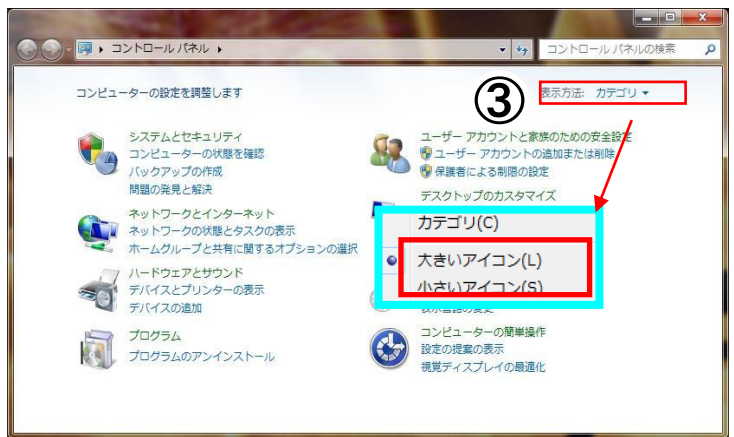 コントロール パネル
コントロール パネルの検索
コンピューターの設定を調整します
③
表示方法: カテゴリ
システムとセキュリティ
コンピューターの状態を確認
バックアップの作成
問題の発見と解決
ネットワークとインターネット
ネットワークの状態とタスクの表示
ホームグループと共有に関するオプションの選択
ハードウェアとサウンド
デバイスとプリンターの表示
デバイスの追加
プログラム
プログラムのアンインストール
ユーザー アカウントと家族のための安全設定
ユーザー アカウントの追加または削除
保護者による制限の設定
デスクトップのカスタマイズ
カテゴリ(C)
大きいアイコン(L)
小さいアイコン(S)
表示言語の変更
コンピューターの簡単操作
設定の提案の表示
視覚ディスプレイの最適化